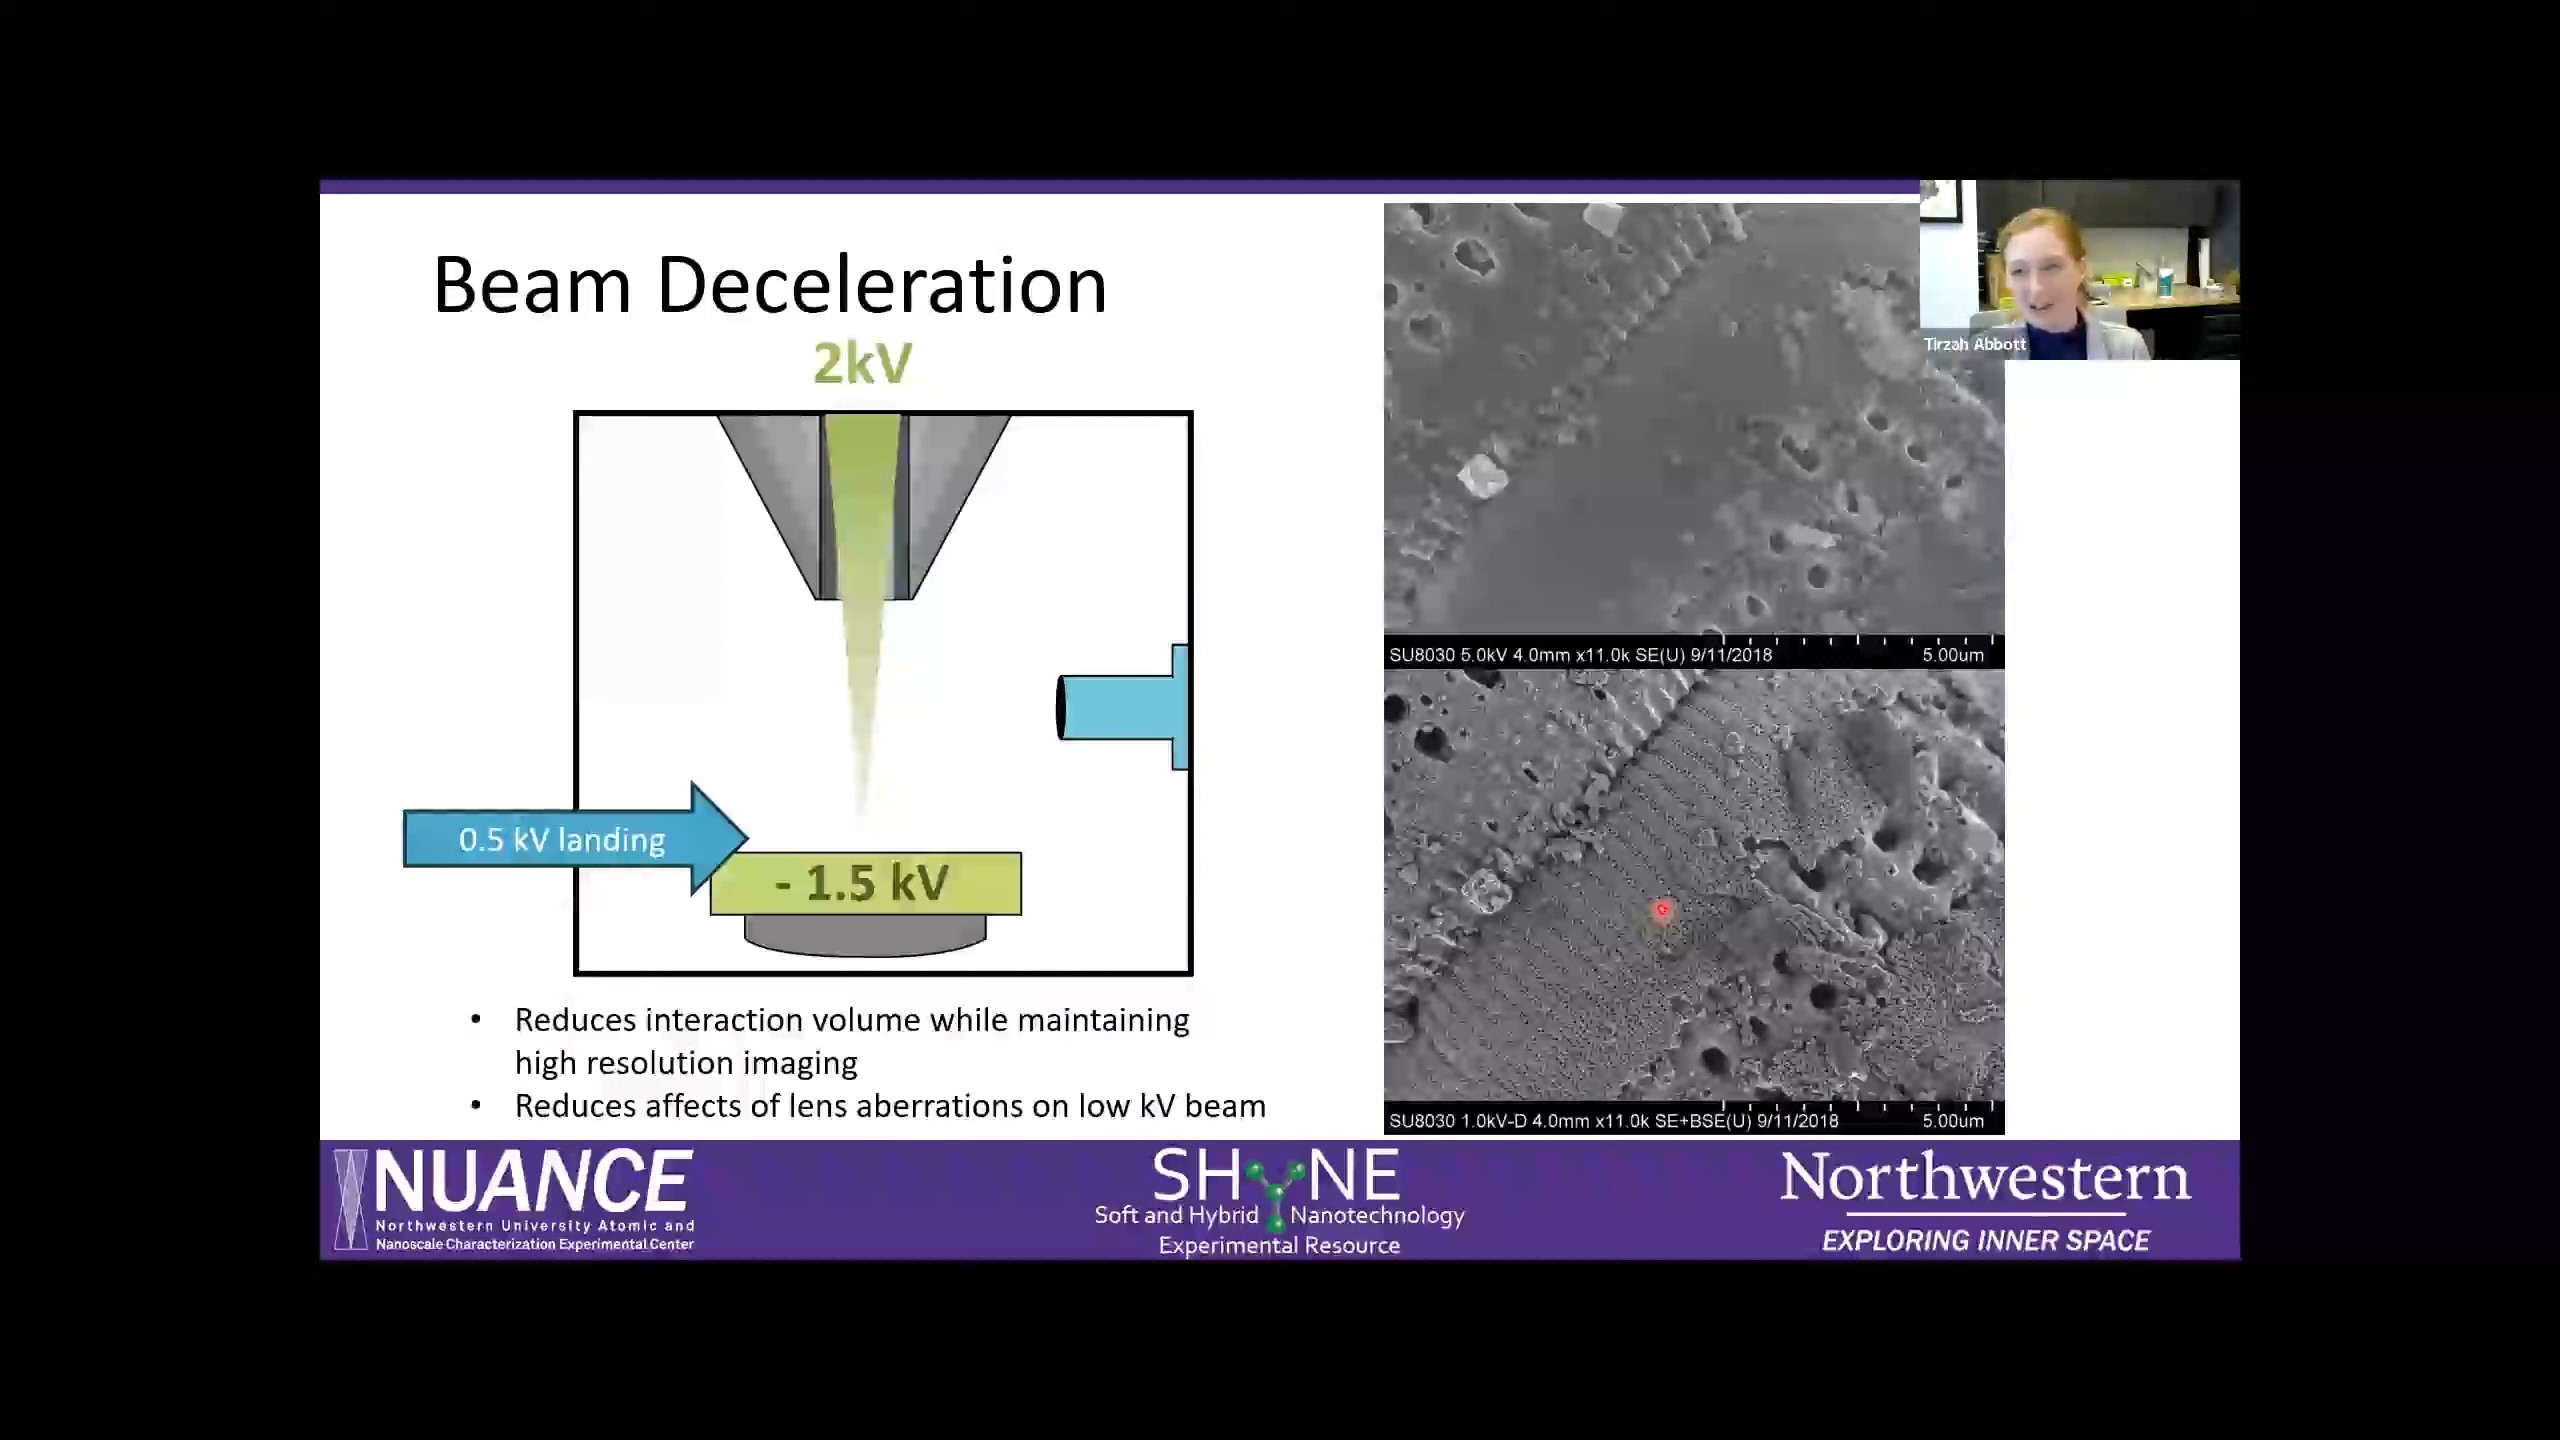 Beam Deceleration
2kV
0.5 kV landing
- 1.5 kV
• Reduces interaction volume while maintaining
high resolution imaging
• Reduces affects of lens aberrations on low kV beam
Tirzah Abbott
SU8030 5.0kV 4.0mm x11.0k SE(U) 9/11/2018 5.00um
SU8030 1.0kV-D 4.0mm x11.0k SE+BSE(U) 9/11/2018 5.00um
NUANCE
Northwestern University Atomic and
Nanoscale Characterization Experimental Center
SHYNE
Soft and Hybrid Nanotechnology
Experimental Resource
Northwestern
EXPLORING INNER SPACE